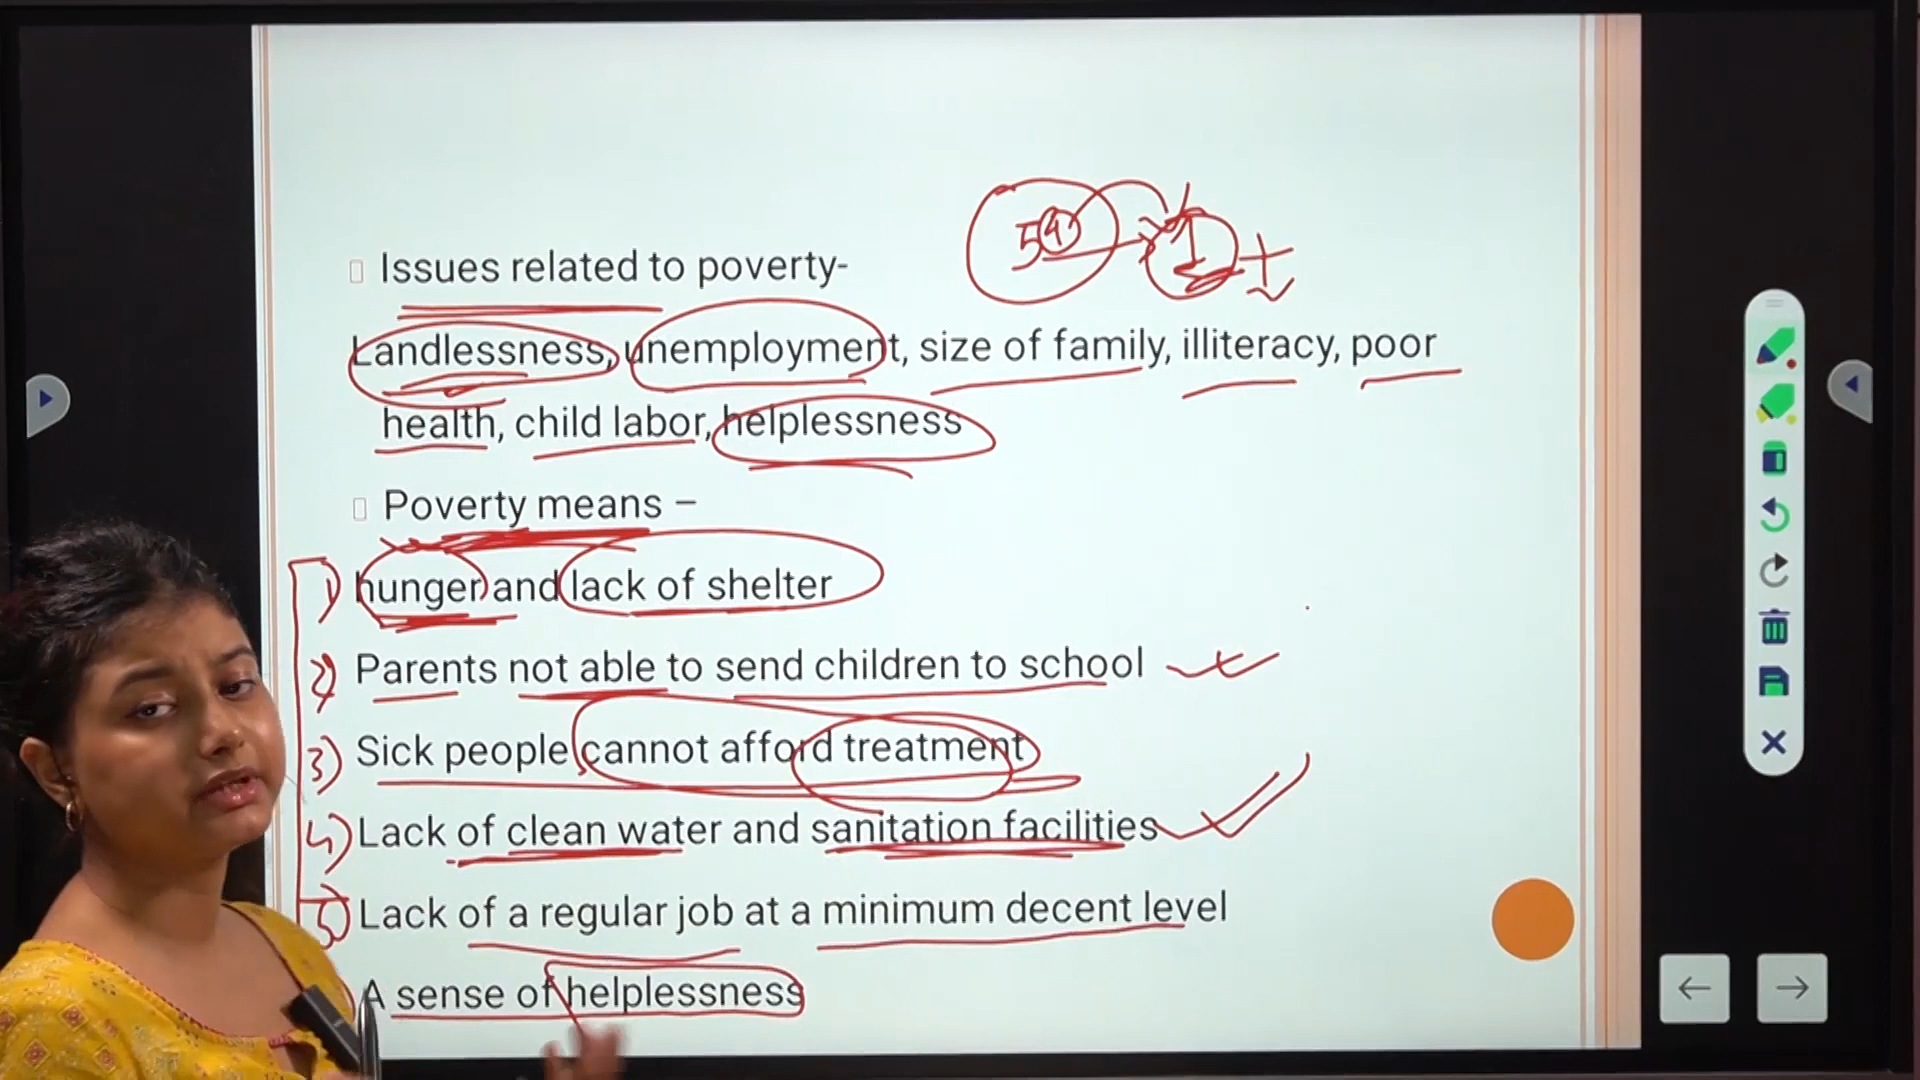 5 4 1 +
Issues related to poverty-
Landlessness, unemployment, size of family, illiteracy, poor
health, child labor, helplessness
Poverty means –
1) hunger and lack of shelter
2) Parents not able to send children to school
3) Sick people cannot afford treatment
4) Lack of clean water and sanitation facilities
5) Lack of a regular job at a minimum decent level
A sense of helplessness